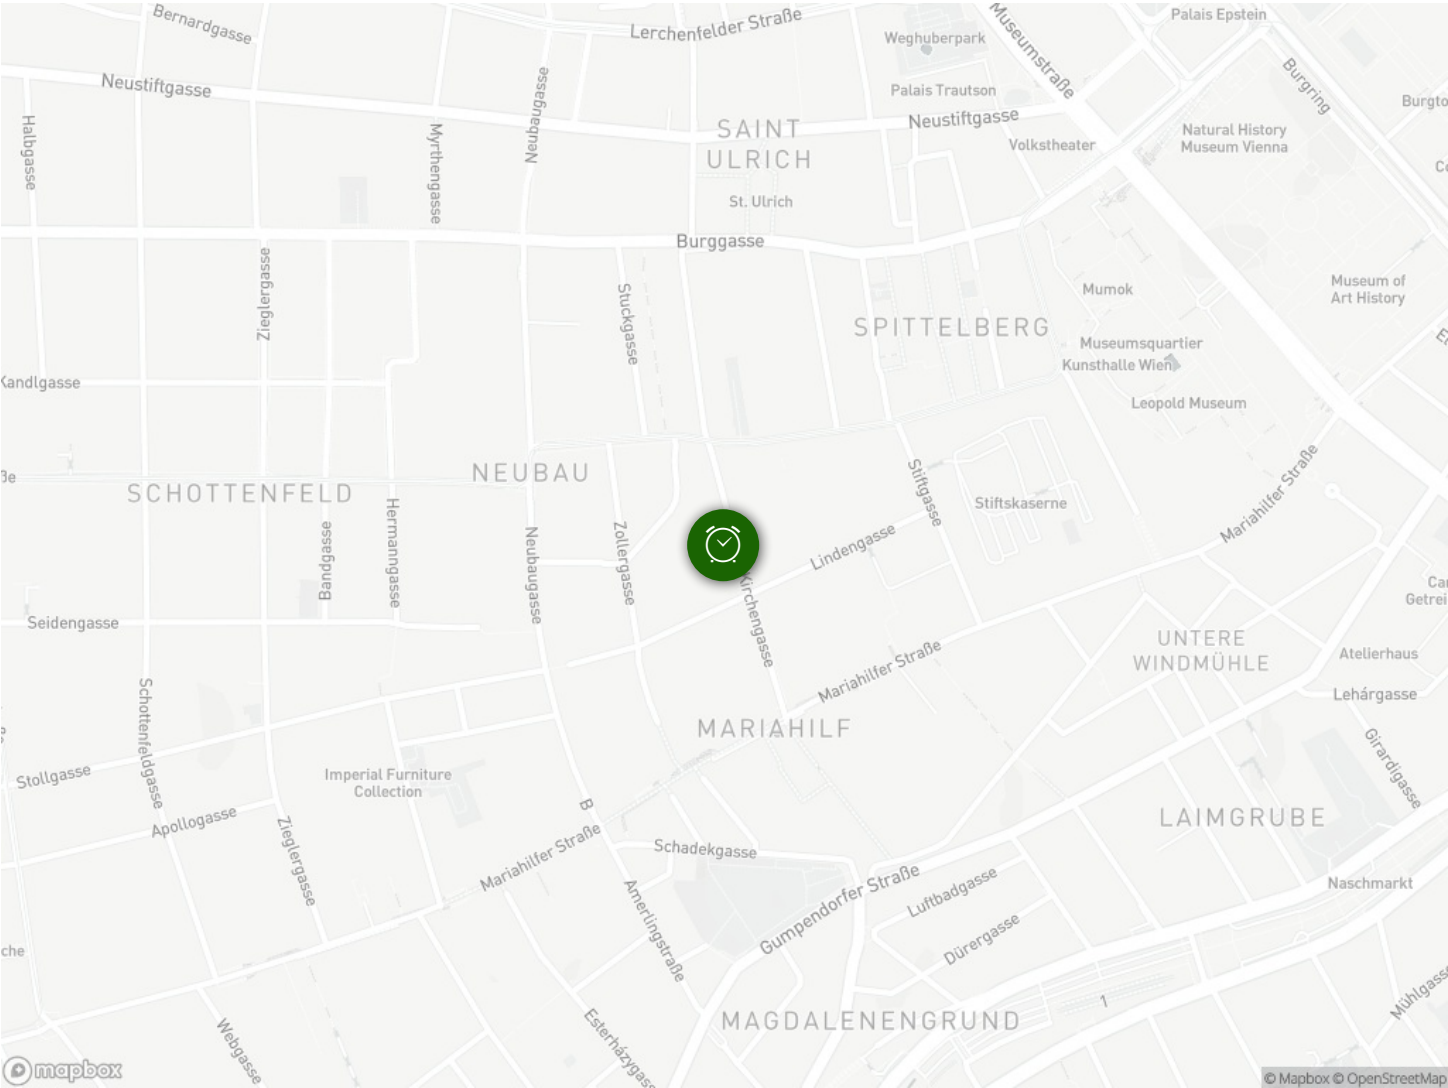 Bernardgasse
Lerchenfelder Straße
Palais Epstein
Weghuberpark
Museumstraße
Burgring
Neustiftgasse
Palais Trautson
Neustiftgasse
Halbgasse
Myrthengasse
Neubaugasse
SAINT
ULRICH
Natural History
Museum Vienna
Volkstheater
St. Ulrich
Burggasse
Zieglergasse
Stuckgasse
Mumok
Museum of
Art History
SPITTELBERG
Museumsquartier
Kunsthalle Wien
Kandlgasse
Leopold Museum
NEUBAU
SCHOTTENFELD
Stiftgasse
Stiftskaserne
Mariahilfer Straße
Hermanngasse
Bandgasse
Neubaugasse
Zollergasse
Lindengasse
Kirchengasse
Seidengasse
UNTERE
WINDMÜHLE
Atelierhaus
Mariahilfer Straße
Lehárgasse
Schottenfeldgasse
MARIAHILF
Girardigasse
Stollgasse
Imperial Furniture
Collection
Apollogasse
B
LAIMGRUBE
Zieglergasse
Mariahilfer Straße
Schadekgasse
Gumpendorfer Straße
Luftbadgasse
Naschmarkt
Amerlingstraße
Dürergasse
Mühlgasse
1
MAGDALENENGRUND
Webgasse
Esterházygass
mapbox
© Mapbox © OpenStreetMap